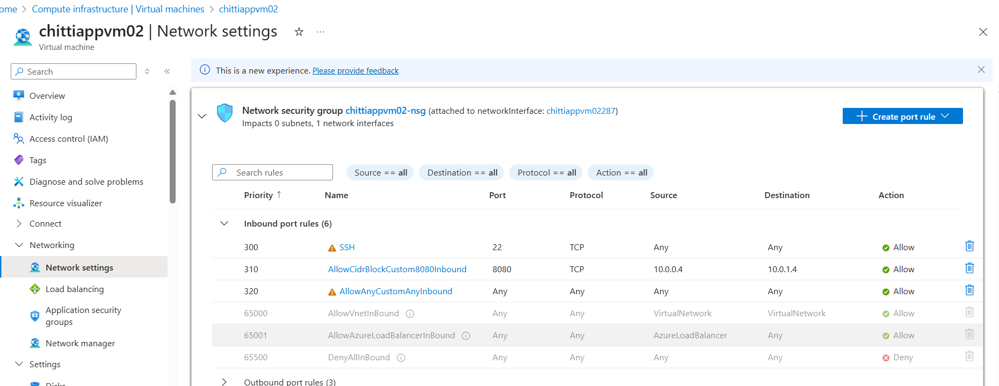 ome > Compute infrastructure | Virtual machines > chittiappvm02
chittiappvm02 | Network settings
Virtual machine
Search
Overview
Activity log
Access control (IAM)
Tags
Diagnose and solve problems
Resource visualizer
Connect
Networking
Network settings
Load balancing
Application security
groups
Network manager
Settings
Disks
This is a new experience. Please provide feedback
Network security group chittiappvm02-nsg (attached to networkInterface: chittiappvm02287)
Impacts 0 subnets, 1 network interfaces
Create port rule
Search rules Source == all Destination == all Protocol == all Action == all
Priority ↑ Name Port Protocol Source Destination Action
Inbound port rules (6)
300 SSH 22 TCP Any Any Allow
310 AllowCidrBlockCustom8080Inbound 8080 TCP 10.0.0.4 10.0.1.4 Allow
320 AllowAnyCustomAnyInbound Any Any Any Any Allow
65000 AllowVnetInBound Any Any VirtualNetwork VirtualNetwork Allow
65001 AllowAzureLoadBalancerInBound Any Any AzureLoadBalancer Any Allow
65500 DenyAllInBound Any Any Any Any Deny
Outbound port rules (3)